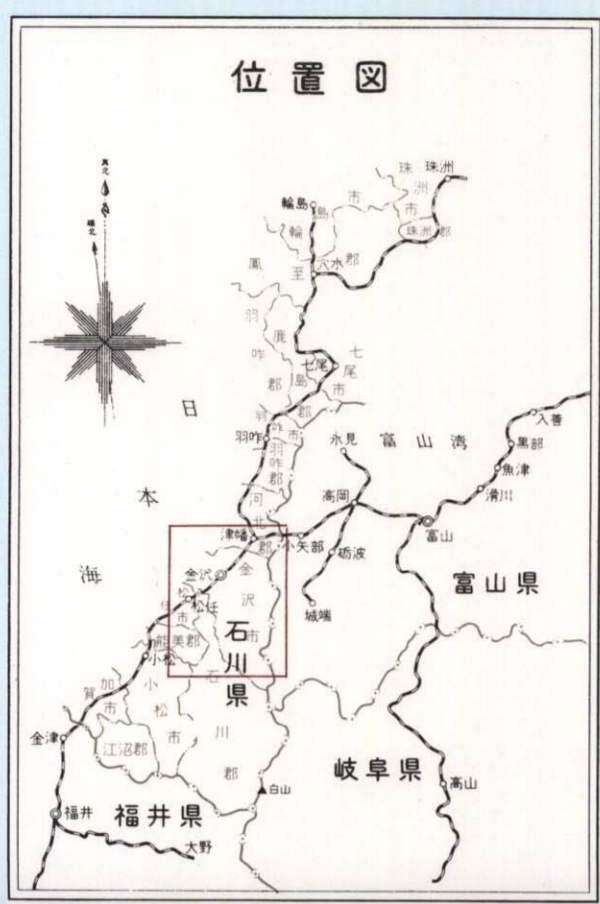 位置図
真北
磁北
珠洲
珠洲市
珠洲郡
輪島
輪島市
穴水
鳳至郡
羽咋郡
鹿島郡
七尾
七尾市
羽咋
羽咋市
羽咋郡
河北郡
日本海
氷見
富山湾
入善
黒部
魚津
滑川
高岡
富山
津幡
小矢部
砺波
城端
富山県
金沢
金沢市
松任
松任市
能美郡
小松
小松市
石川県
石川郡
加賀市
江沼郡
金津
白山
岐阜県
高山
福井
福井県
大野